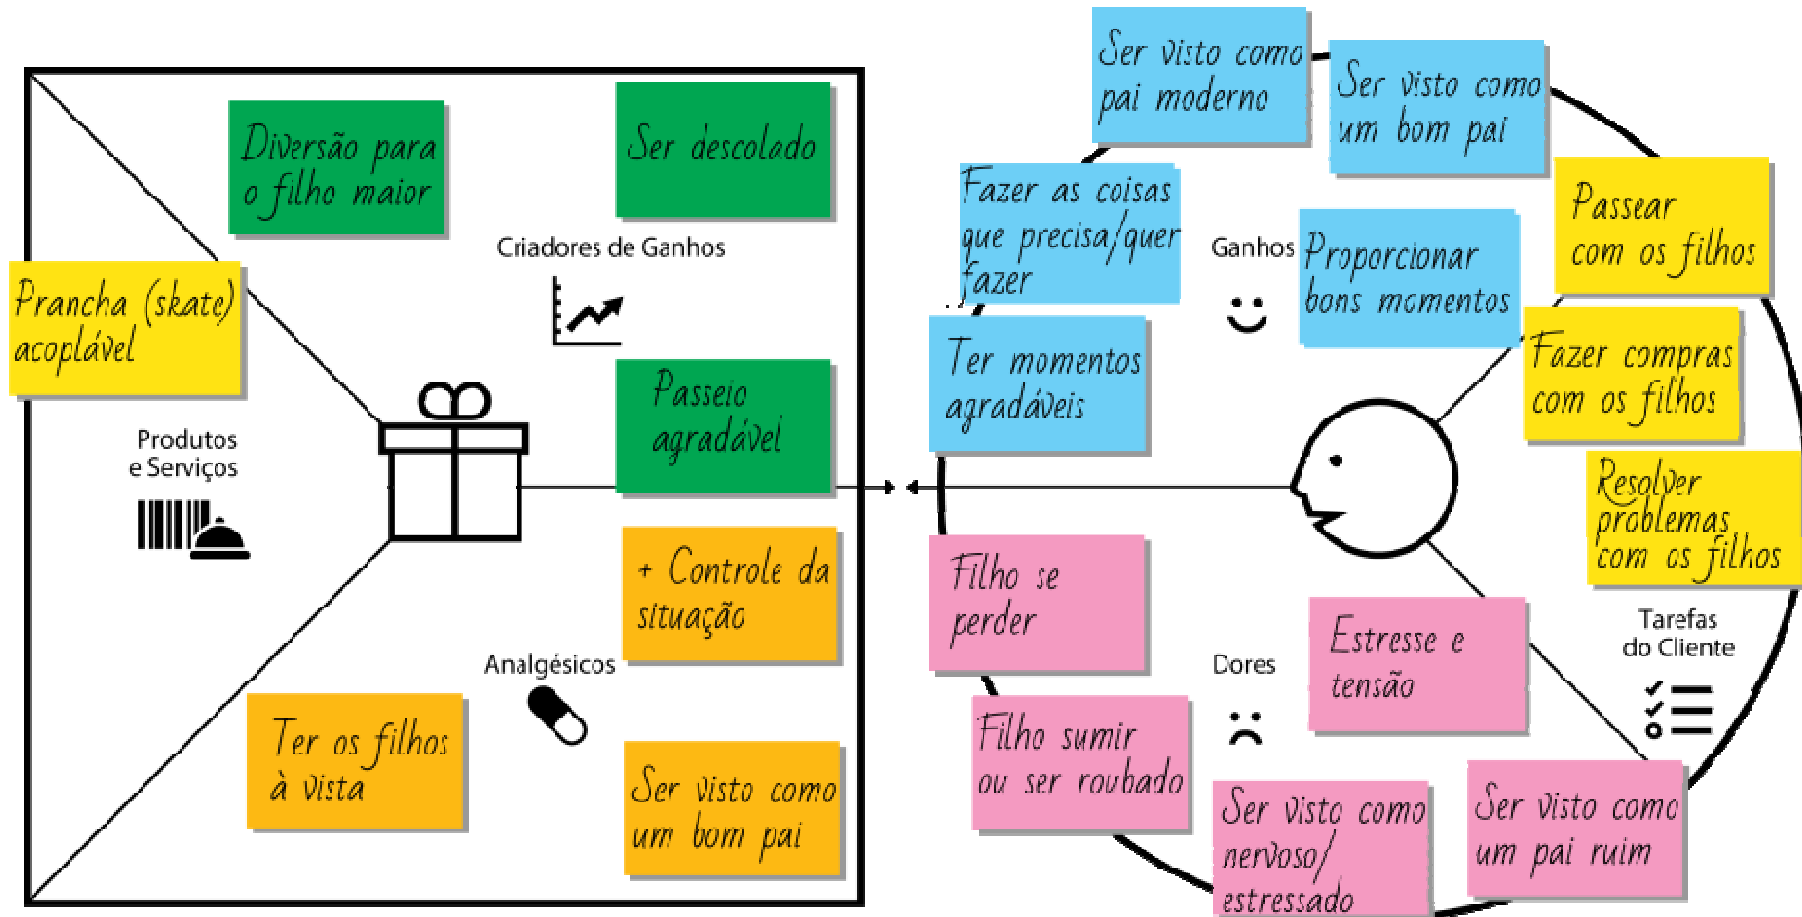 Diversão para
o filho maior
Ser descolado
Criadores de Ganhos
Prancha (skate)
acoplável
Passeio
agradável
Produtos
e Serviços
+ Controle da
situação
Analgésicos
Ter os filhos
à vista
Ser visto como
um bom pai
Ser visto como
pai moderno
Ser visto como
um bom pai
Fazer as coisas
que precisa/quer
fazer
Ganhos
Proporcionar
bons momentos
Passear
com os filhos
Ter momentos
agradáveis
Fazer compras
com os filhos
Resolver
problemas
com os filhos
Filho se
perder
Estresse e
tensão
Tarefas
do Cliente
Dores
Filho sumir
ou ser roubado
Ser visto como
nervoso/
estressado
Ser visto como
um pai ruim